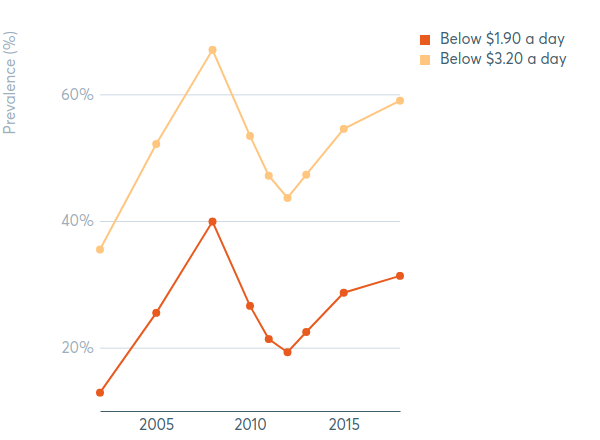 Prevalence (%)
Below $1.90 a day
Below $3.20 a day
60%
40%
20%
2005 2010 2015